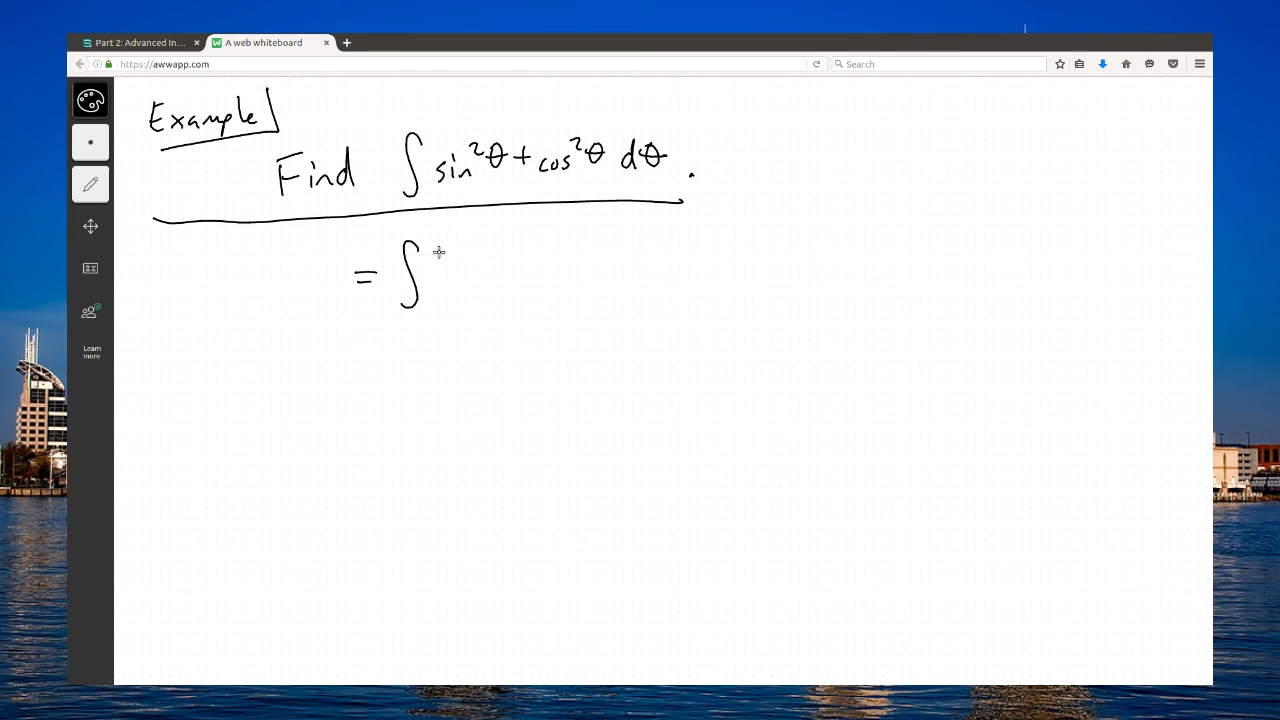 Part 2: Advanced In...
A web whiteboard
https://awwapp.com
Search
Example
Find ∫ sin²θ + cos²θ dθ.
= ∫
Learn
more